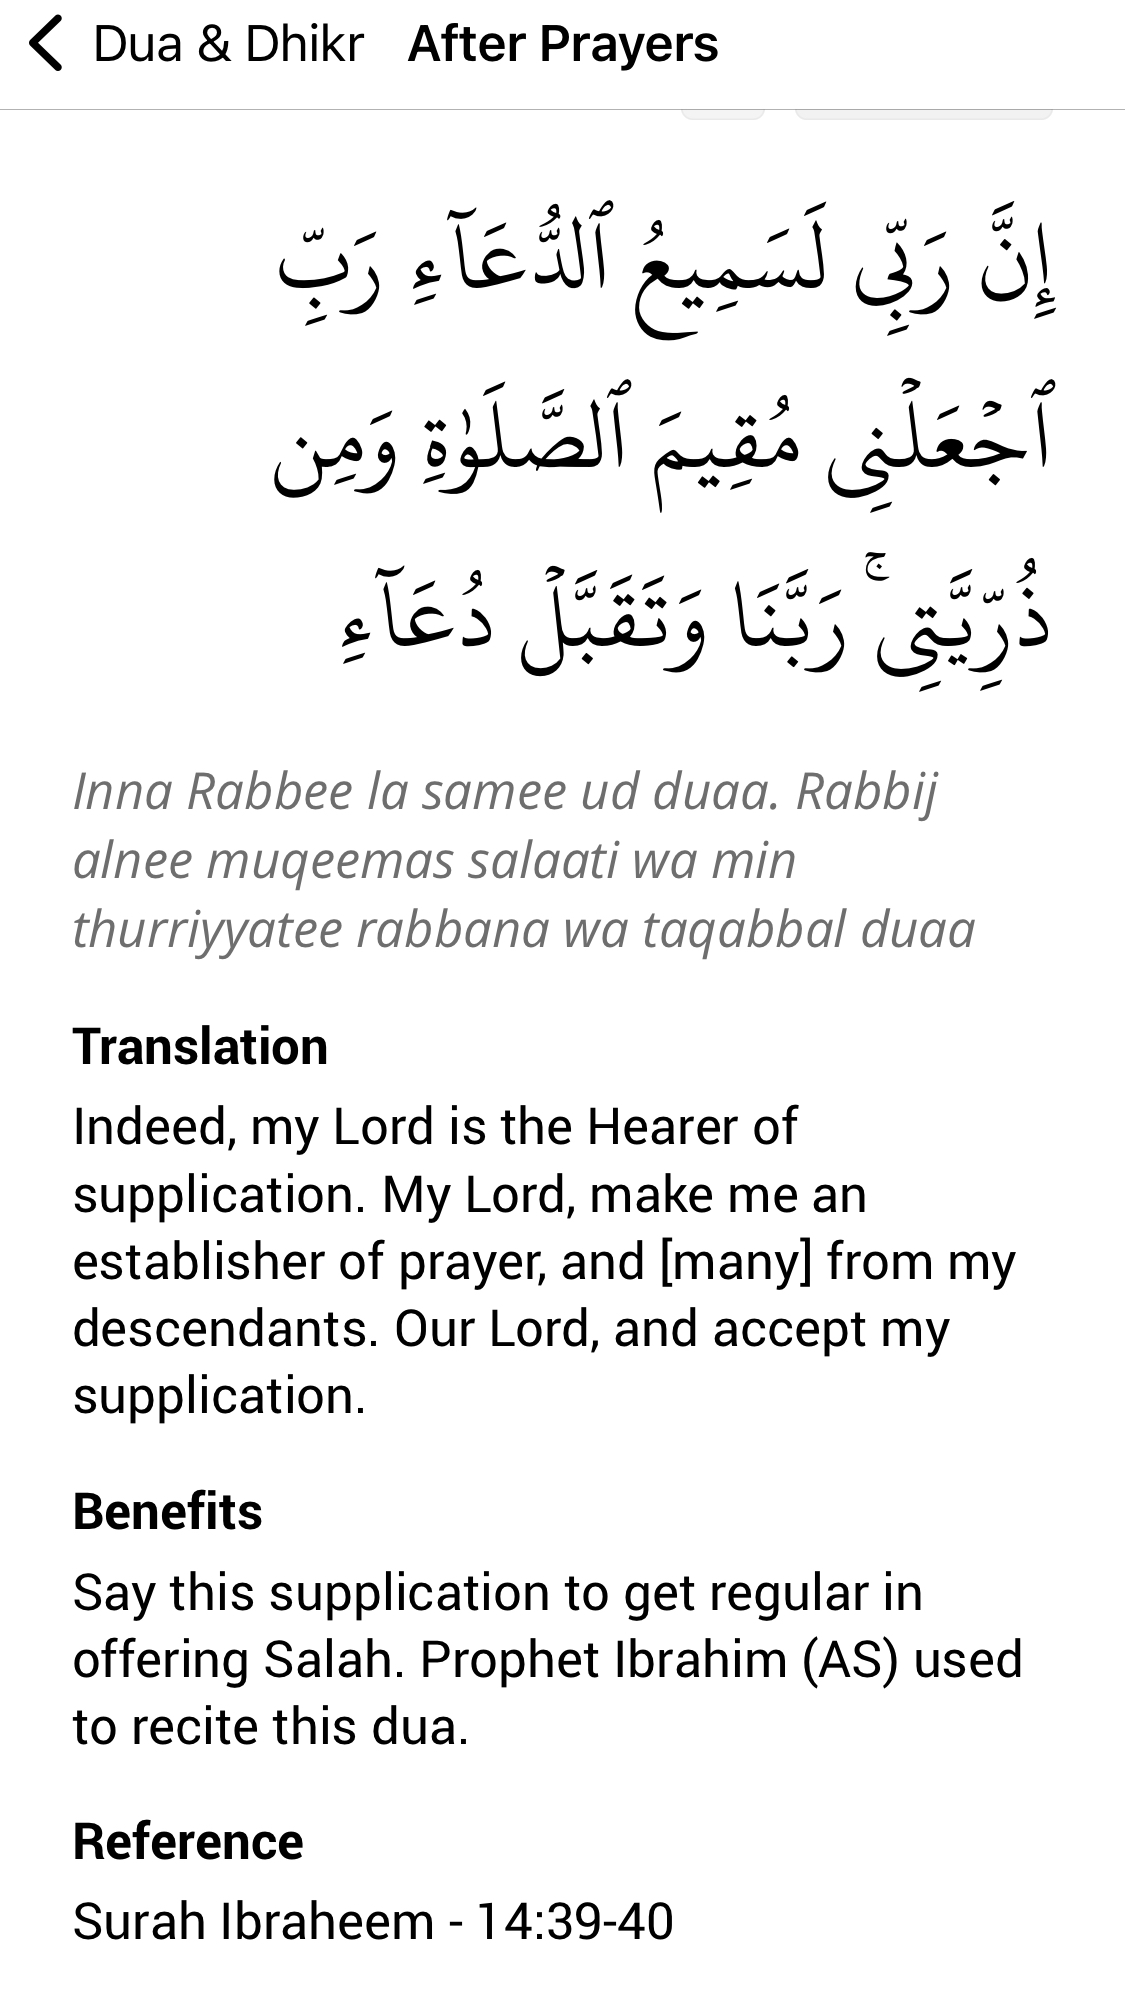 Dua & Dhikr After Prayers
إِنَّ رَبِّى لَسَمِيعُ ٱلدُّعَآءِ رَبِّ
ٱجْعَلْنِى مُقِيمَ ٱلصَّلَوٰةِ وَمِن
ذُرِّيَّتِى ۚ رَبَّنَا وَتَقَبَّلْ دُعَآءِ
Inna Rabbee la samee ud duaa. Rabbij
alnee muqeemas salaati wa min
thurriyyatee rabbana wa taqabbal duaa
Translation
Indeed, my Lord is the Hearer of
supplication. My Lord, make me an
establisher of prayer, and [many] from my
descendants. Our Lord, and accept my
supplication.
Benefits
Say this supplication to get regular in
offering Salah. Prophet Ibrahim (AS) used
to recite this dua.
Reference
Surah Ibraheem - 14:39-40